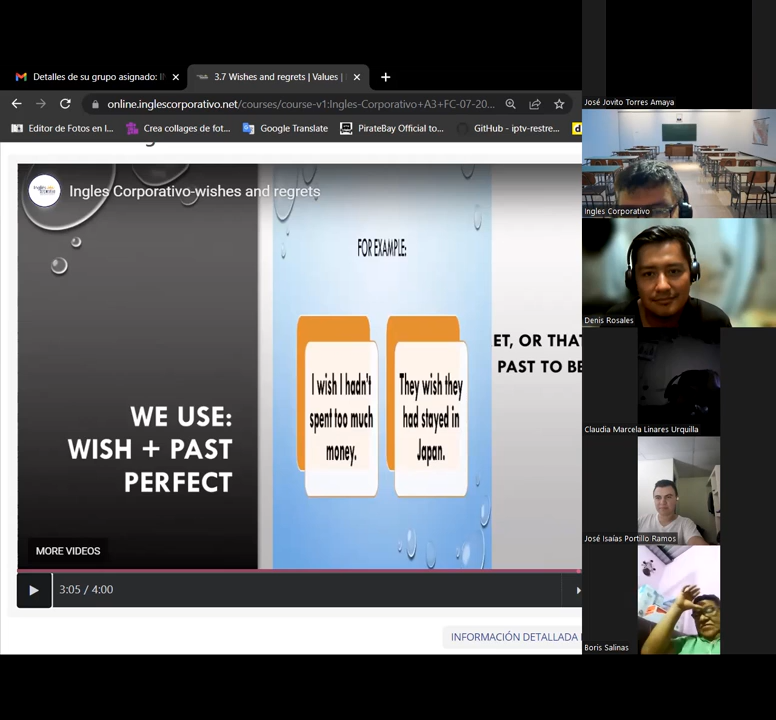 Detalles de su grupo asignado: I
3.7 Wishes and regrets | Values |
online.inglescorporativo.net/courses/course-v1:Ingles-Corporativo+A3+FC-07-20...
Editor de Fotos en l...
Crea collages de fot...
Google Translate
PirateBay Official to...
GitHub - iptv-restre...
Ingles Corporativo-wishes and regrets
FOR EXAMPLE:
I wish I hadn't
spent too much
money.
They wish they
had stayed in
Japan.
ET, OR THA
PAST TO BE
WE USE:
WISH + PAST
PERFECT
MORE VIDEOS
3:05 / 4:00
INFORMACIÓN DETALLADA
José Jovito Torres Amaya
Ingles Corporativo
Denis Rosales
Claudia Marcela Linares Urquilla
José Isaías Portillo Ramos
Boris Salinas